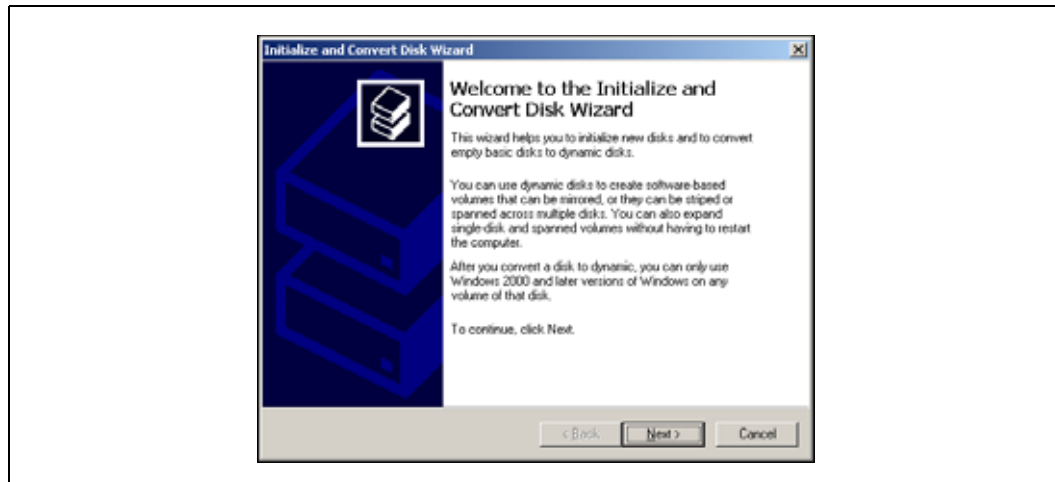 Initialize and Convert Disk Wizard
Welcome to the Initialize and
Convert Disk Wizard
This wizard helps you to initialize new disks and to convert
empty basic disks to dynamic disks.
You can use dynamic disks to create software-based
volumes that can be mirrored, or they can be striped or
spanned across multiple disks. You can also expand
single-disk and spanned volumes without having to restart
the computer.
After you convert a disk to dynamic, you can only use
Windows 2000 and later versions of Windows on any
volume of that disk.
To continue, click Next.
< Back Next > Cancel